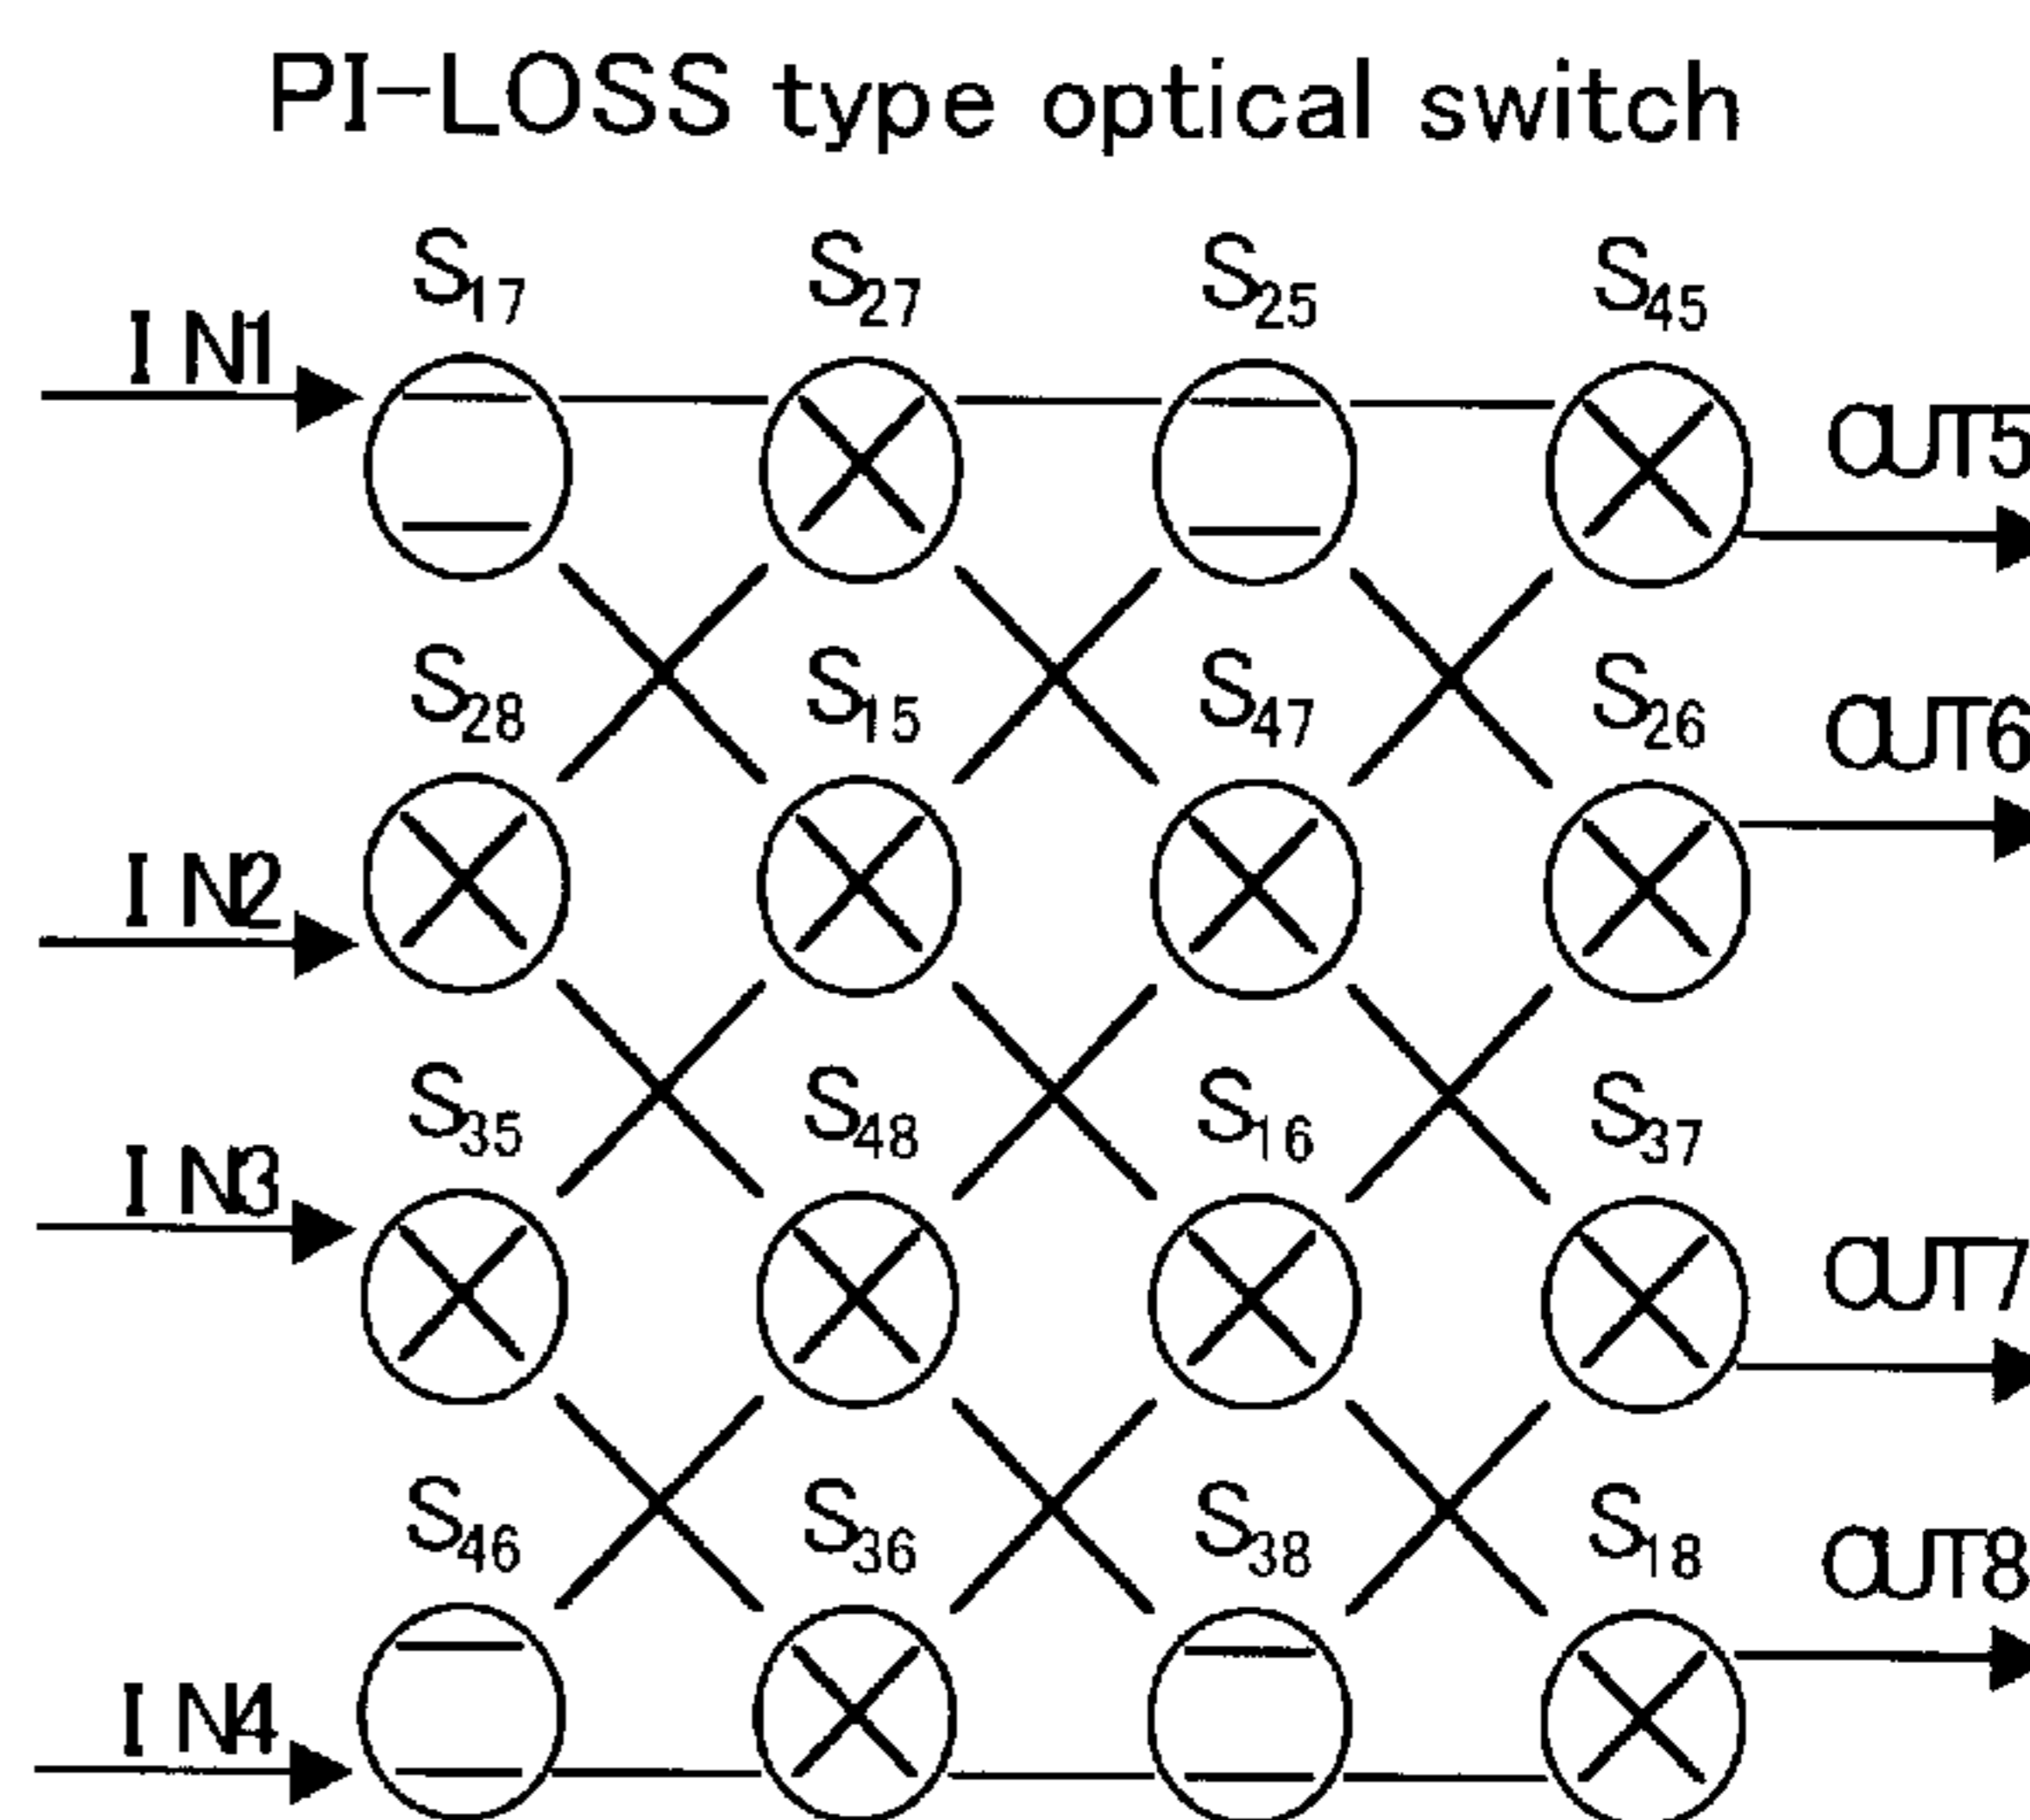 PI-LOSS type optical switch
S17 S27 S25 S45
IN1
OUT5
S28 S15 S47 S26
OUT6
IN2
S35 S48 S16 S37
IN3
OUT7
S46 S36 S38 S18
OUT8
IN4